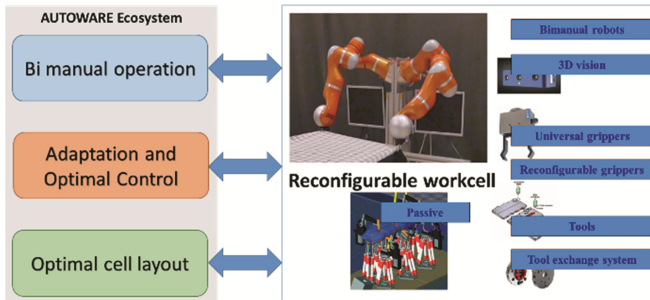 AUTOWARE Ecosystem
Bi manual operation
Adaptation and
Optimal Control
Optimal cell layout
Reconfigurable workcell
Passive
Bimanual robots
3D vision
Universal grippers
Reconfigurable grippers
Tools
Tool exchange system